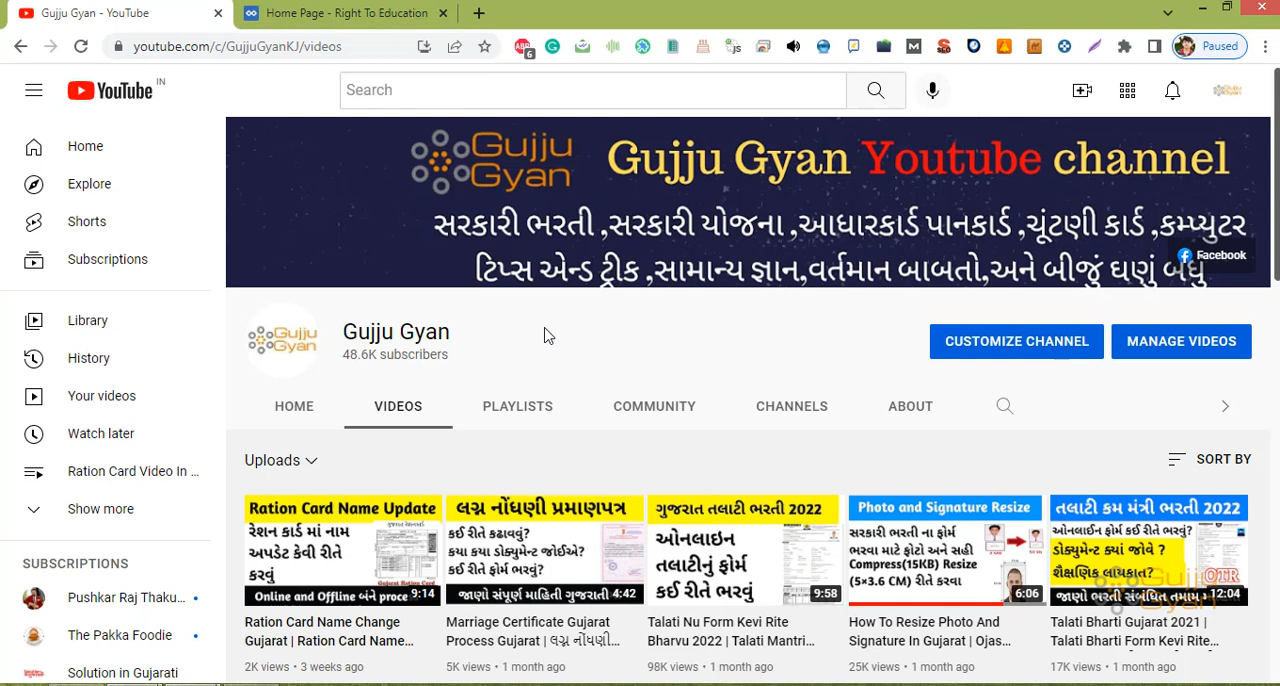 Gujju Gyan - YouTube
Home Page - Right To Education
youtube.com/c/GujjuGyanKJ/videos
Paused
YouTube IN
Search
Home
Explore
Shorts
Subscriptions
Library
History
Your videos
Watch later
Ration Card Video In ...
Show more
SUBSCRIPTIONS
Pushkar Raj Thaku...
The Pakka Foodie
Solution in Gujarati
Gujju Gyan
Gujju Gyan Youtube channel
સરકારી ભરતી ,સરકારી યોજના ,આધારકાર્ડ પાનકાર્ડ ,ચૂંટણી કાર્ડ ,કમ્પ્યુટર
ટિપ્સ એન્ડ ટ્રીક ,સામાન્ય જ્ઞાન,વર્તમાન બાબતો,અને બીજું ઘણું બધુ
Facebook
Gujju Gyan
Gujju Gyan
48.6K subscribers
CUSTOMIZE CHANNEL
MANAGE VIDEOS
HOME
VIDEOS
PLAYLISTS
COMMUNITY
CHANNELS
ABOUT
Uploads
SORT BY
Ration Card Name Update
રેશન કાર્ડ માં નામ
અપડેટ કેવી રીતે
કરવું
Online and Offline બંને proce
9:14
Ration Card Name Change
Gujarat | Ration Card Name...
2K views • 3 weeks ago
લગ્ન નોંધણી પ્રમાણપત્ર
કઈ રીતે કઢાવવું?
ક્યા ક્યા ડોક્યુમેન્ટ જોઈએ?
કઈ રીતે ફોર્મ ભરવું?
જાણો સંપૂર્ણ માહિતી ગુજરાતી
4:42
Marriage Certificate Gujarat
Process Gujarat | લગ્ન નોંધણી...
5K views • 1 month ago
ગુજરાત તલાટી ભરતી 2022
ઓનલાઇન
તલાટીનું ફોર્મ
કઈ રીતે ભરવું
9:58
Talati Nu Form Kevi Rite
Bharvu 2022 | Talati Mantri...
98K views • 1 month ago
Photo and Signature Resize
સરકારી ભરતી ના ફોર્મ
ભરવા માટે ફોટો અને સહી
Compress(15KB) Resize
(5×3.6 CM) રીતે કરવા
6:06
How To Resize Photo And
Signature In Gujarat | Ojas...
25K views • 1 month ago
તલાટી કમ મંત્રી ભરતી 2022
ઓનલાઈન ફોર્મ કઈ રીતે ભરવું?
ડોક્યુમેન્ટ ક્યાં જોવે ?
શૈક્ષણિક લાયકાત?
OTR
જાણો ભરતી સંબંધિત તમામ
12:04
Talati Bharti Gujarat 2021 |
Talati Bharti Form Kevi Rite...
17K views • 1 month ago